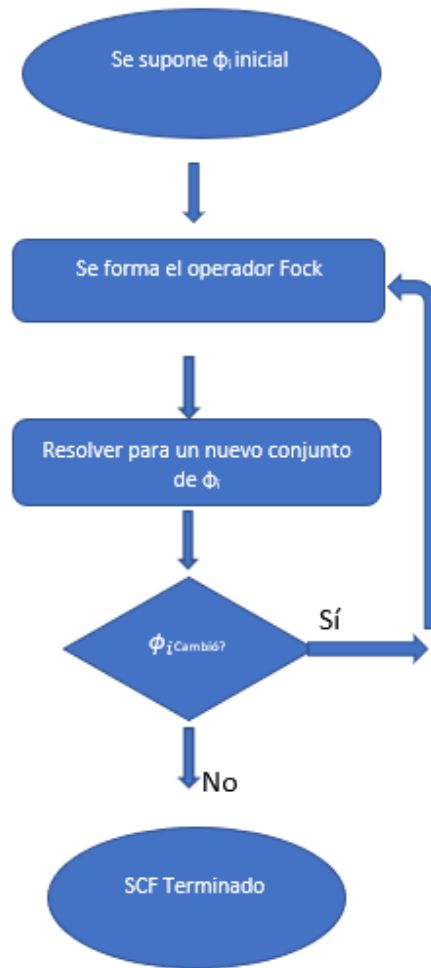 Se supone ϕᵢ inicial
Se forma el operador Fock
Resolver para un nuevo conjunto
de ϕᵢ
Sí
ϕᵢ Cambió?
No
SCF Terminado